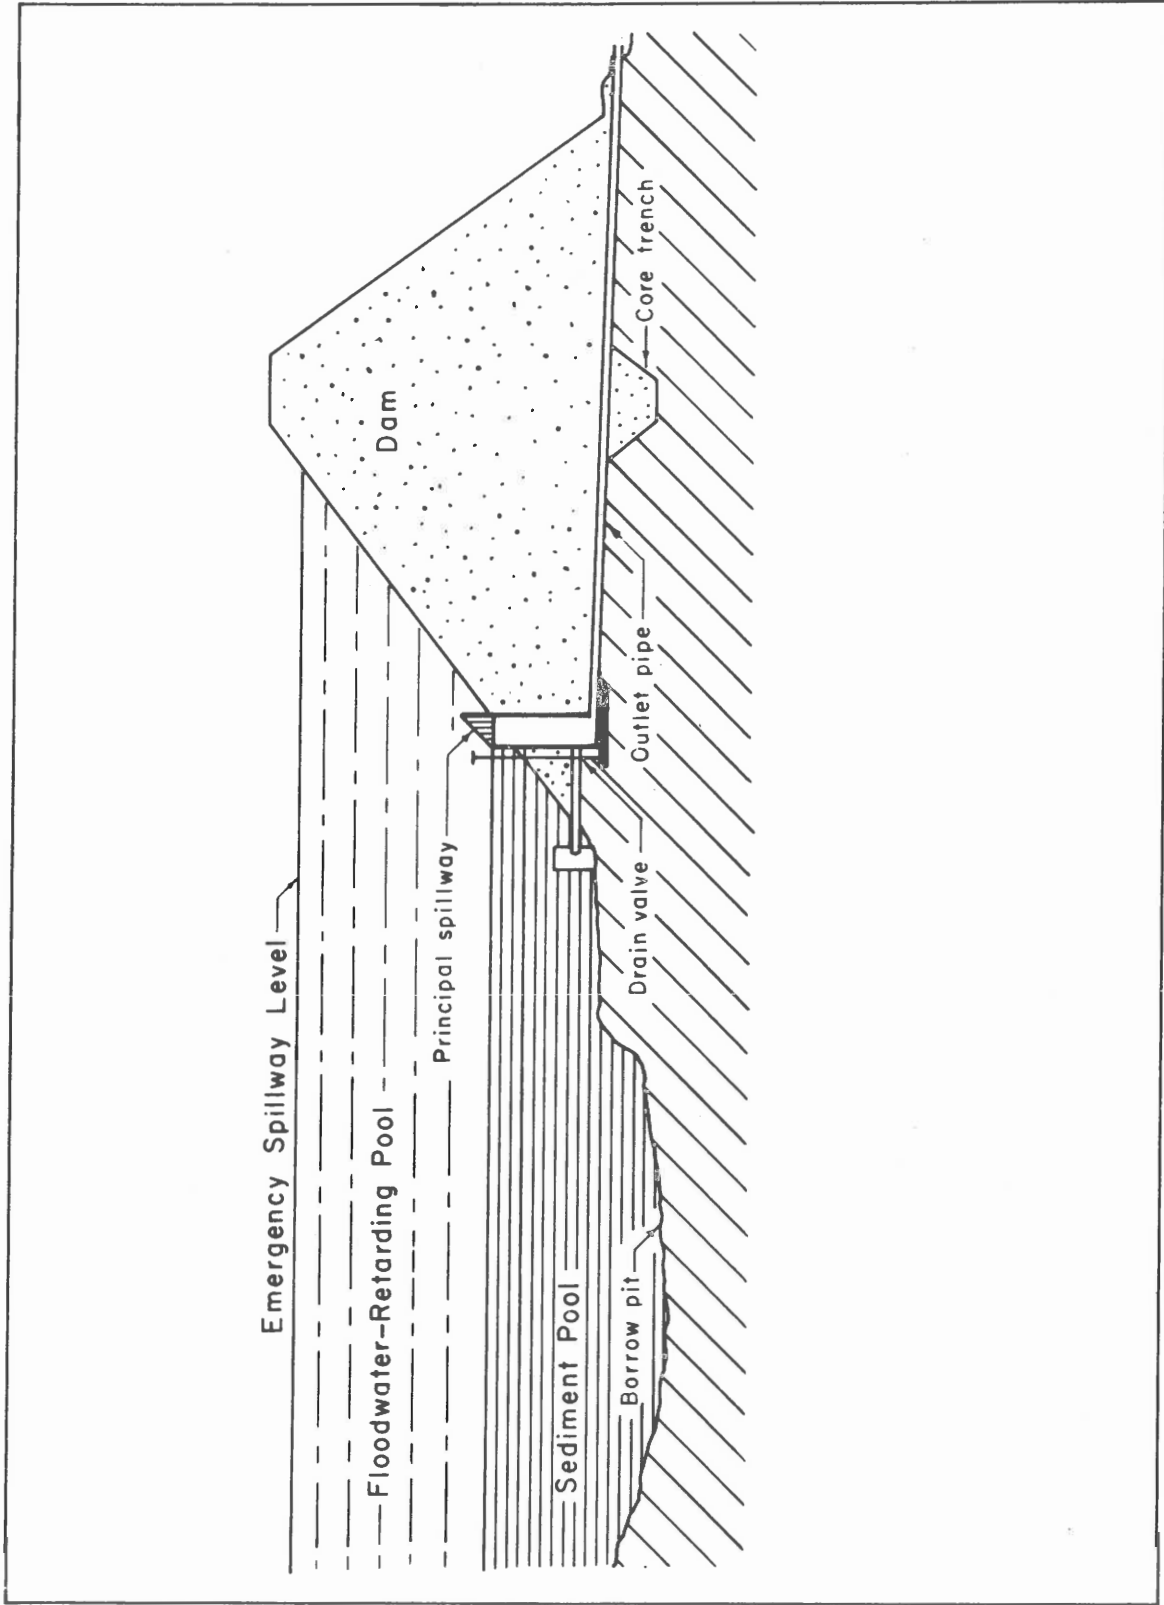 Emergency Spillway Level
Floodwater-Retarding Pool
Principal spillway
Dam
Sediment Pool
Borrow pit
Drain valve
Outlet pipe
Core trench